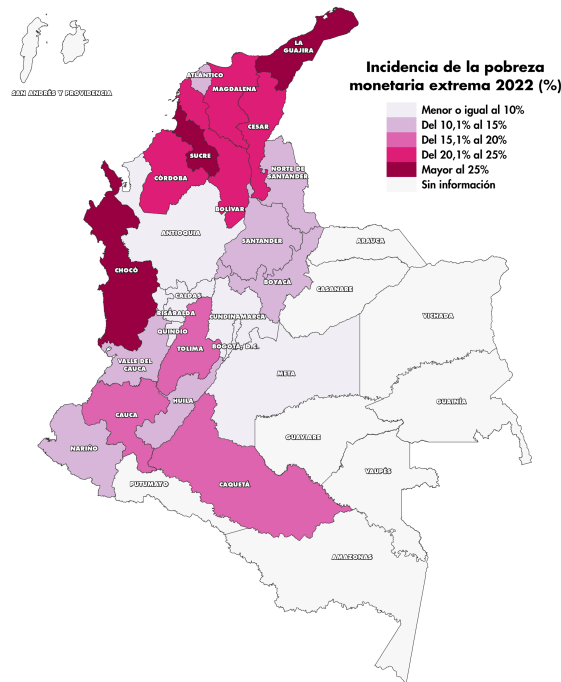 Incidencia de la pobreza
monetaria extrema 2022 (%)
Menor o igual al 10%
Del 10,1% al 15%
Del 15,1% al 20%
Del 20,1% al 25%
Mayor al 25%
Sin información
SAN ANDRÉS Y PROVIDENCIA
LA
GUAJIRA
ATLÁNTICO
MAGDALENA
CESAR
SUCRE
CÓRDOBA
NORTE DE
SANTANDER
BOLÍVAR
ANTIOQUIA
SANTANDER
ARAUCA
CHOCÓ
BOYACÁ
CASANARE
CALDAS
RISARALDA
CUNDINAMARCA
VICHADA
QUINDÍO
BOGOTÁ, D.C.
TOLIMA
VALLE DEL
CAUCA
META
HUILA
GUAINÍA
CAUCA
GUAVIARE
NARIÑO
VAUPÉS
PUTUMAYO
CAQUETÁ
AMAZONAS